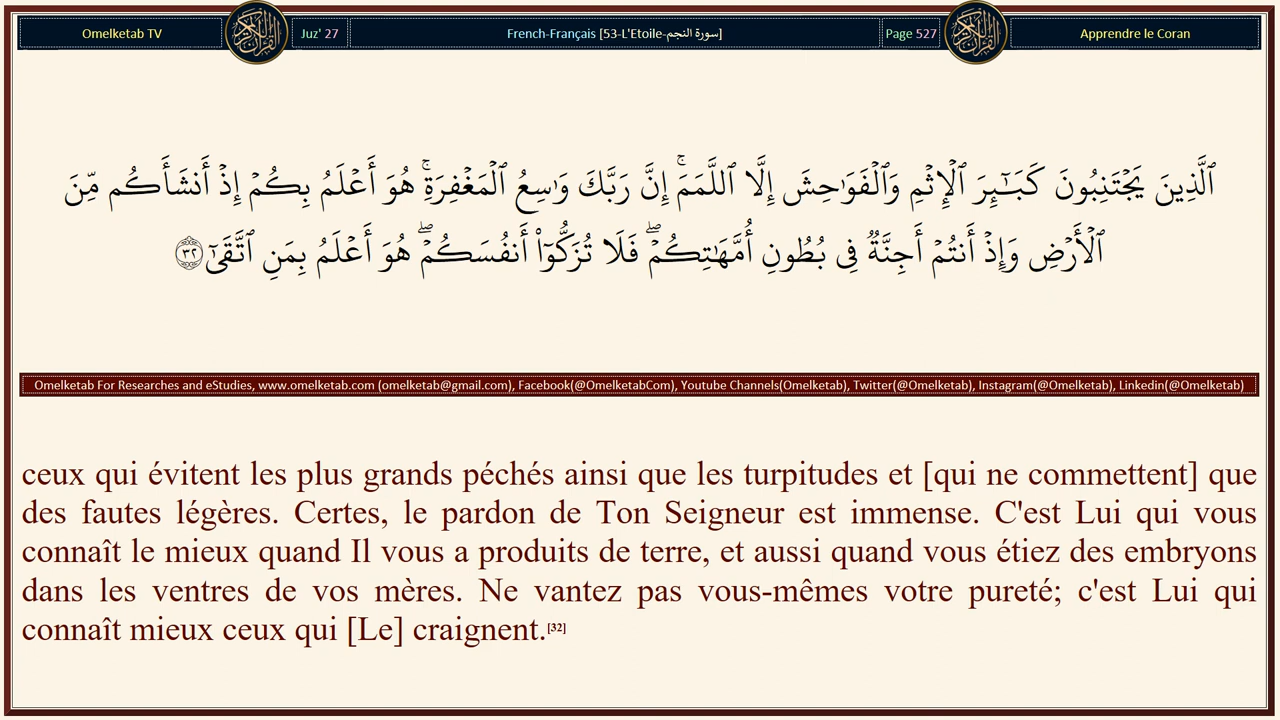 Omelketab TV
Juz' 27
French-Français [53-L'Etoile-سورة النجم]
Page 527
Apprendre le Coran
ٱلَّذِينَ يَجۡتَنِبُونَ كَبَـٰٓئِرَ ٱلۡإِثۡمِ وَٱلۡفَوَٰحِشَ إِلَّا ٱللَّمَمَۚ إِنَّ رَبَّكَ وَٰسِعُ ٱلۡمَغۡفِرَةِۚ هُوَ أَعۡلَمُ بِكُمۡ إِذۡ أَنشَأَكُم مِّنَ
ٱلۡأَرۡضِ وَإِذۡ أَنتُمۡ أَجِنَّةٌ فِی بُطُونِ أُمَّهَـٰتِكُمۡۖ فَلَا تُزَكُّوٓا۟ أَنفُسَكُمۡۖ هُوَ أَعۡلَمُ بِمَنِ ٱتَّقَىٰٓ ٣٢
Omelketab For Researches and eStudies, www.omelketab.com (omelketab@gmail.com), Facebook(@OmelketabCom), Youtube Channels(Omelketab), Twitter(@Omelketab), Instagram(@Omelketab), Linkedin(@Omelketab)
ceux qui évitent les plus grands péchés ainsi que les turpitudes et [qui ne commettent] que
des fautes légères. Certes, le pardon de Ton Seigneur est immense. C'est Lui qui vous
connaît le mieux quand Il vous a produits de terre, et aussi quand vous étiez des embryons
dans les ventres de vos mères. Ne vantez pas vous-mêmes votre pureté; c'est Lui qui
connaît mieux ceux qui [Le] craignent.[32]